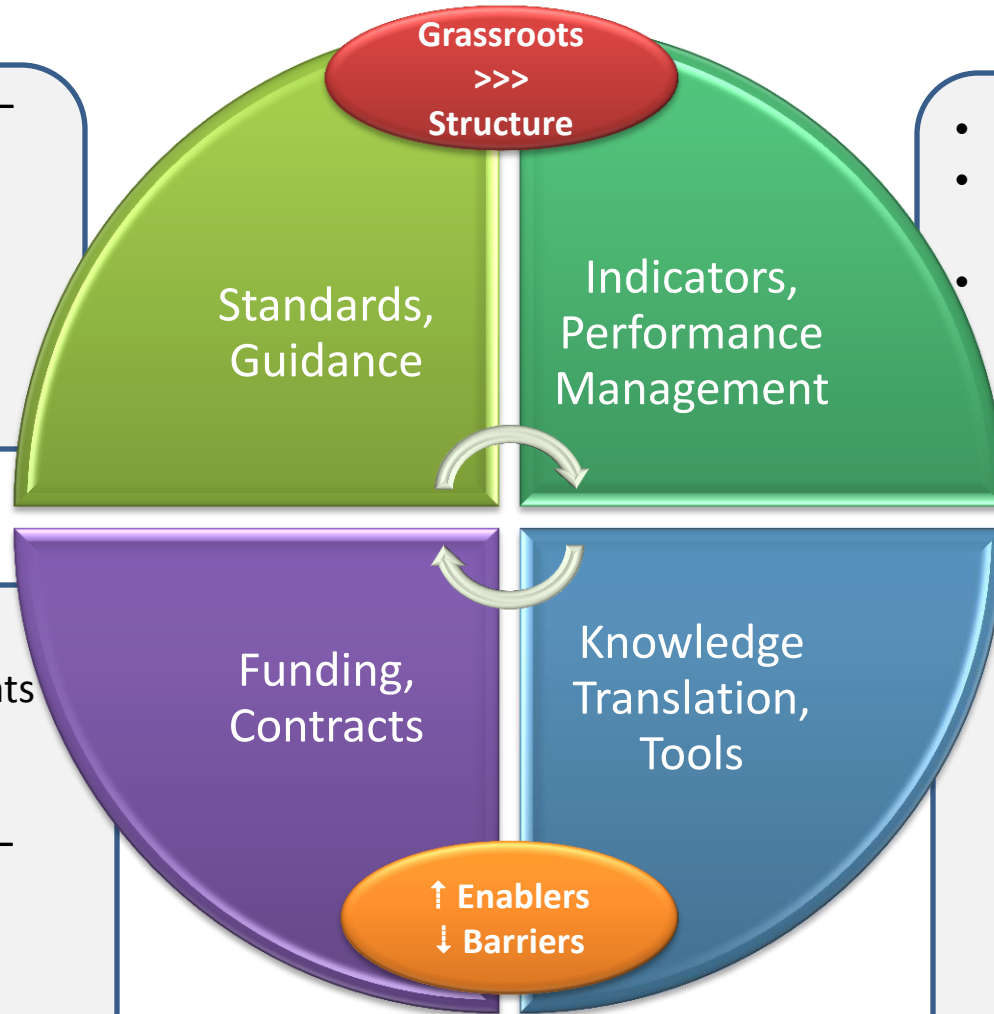 Grassroots
>>>
Structure
Standards,
Guidance
Indicators,
Performance
Management
Funding,
Contracts
Knowledge
Translation,
Tools
⇡ Enablers
⇣ Barriers